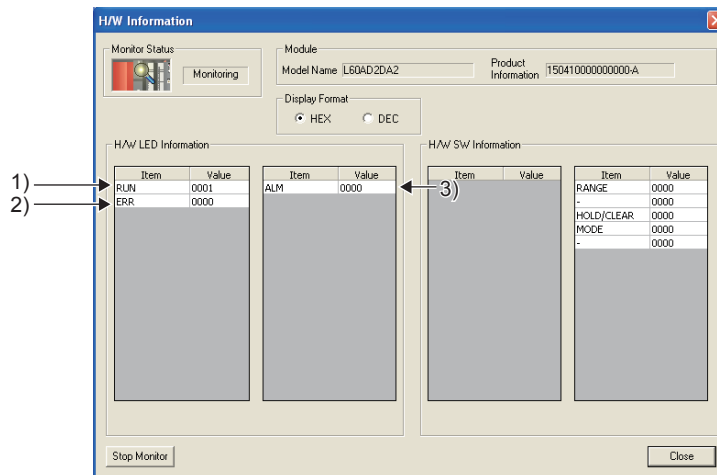 H/W Information
Monitor Status
Monitoring
Module
Model Name L60AD2DA2
Product Information 150410000000000-A
Display Format
HEX DEC
H/W LED Information
Item Value
1) RUN 0001
2) ERR 0000
Item Value
ALM 0000 3)
H/W SW Information
Item Value
Item Value
RANGE 0000
- 0000
HOLD/CLEAR 0000
MODE 0000
- 0000
Stop Monitor
Close